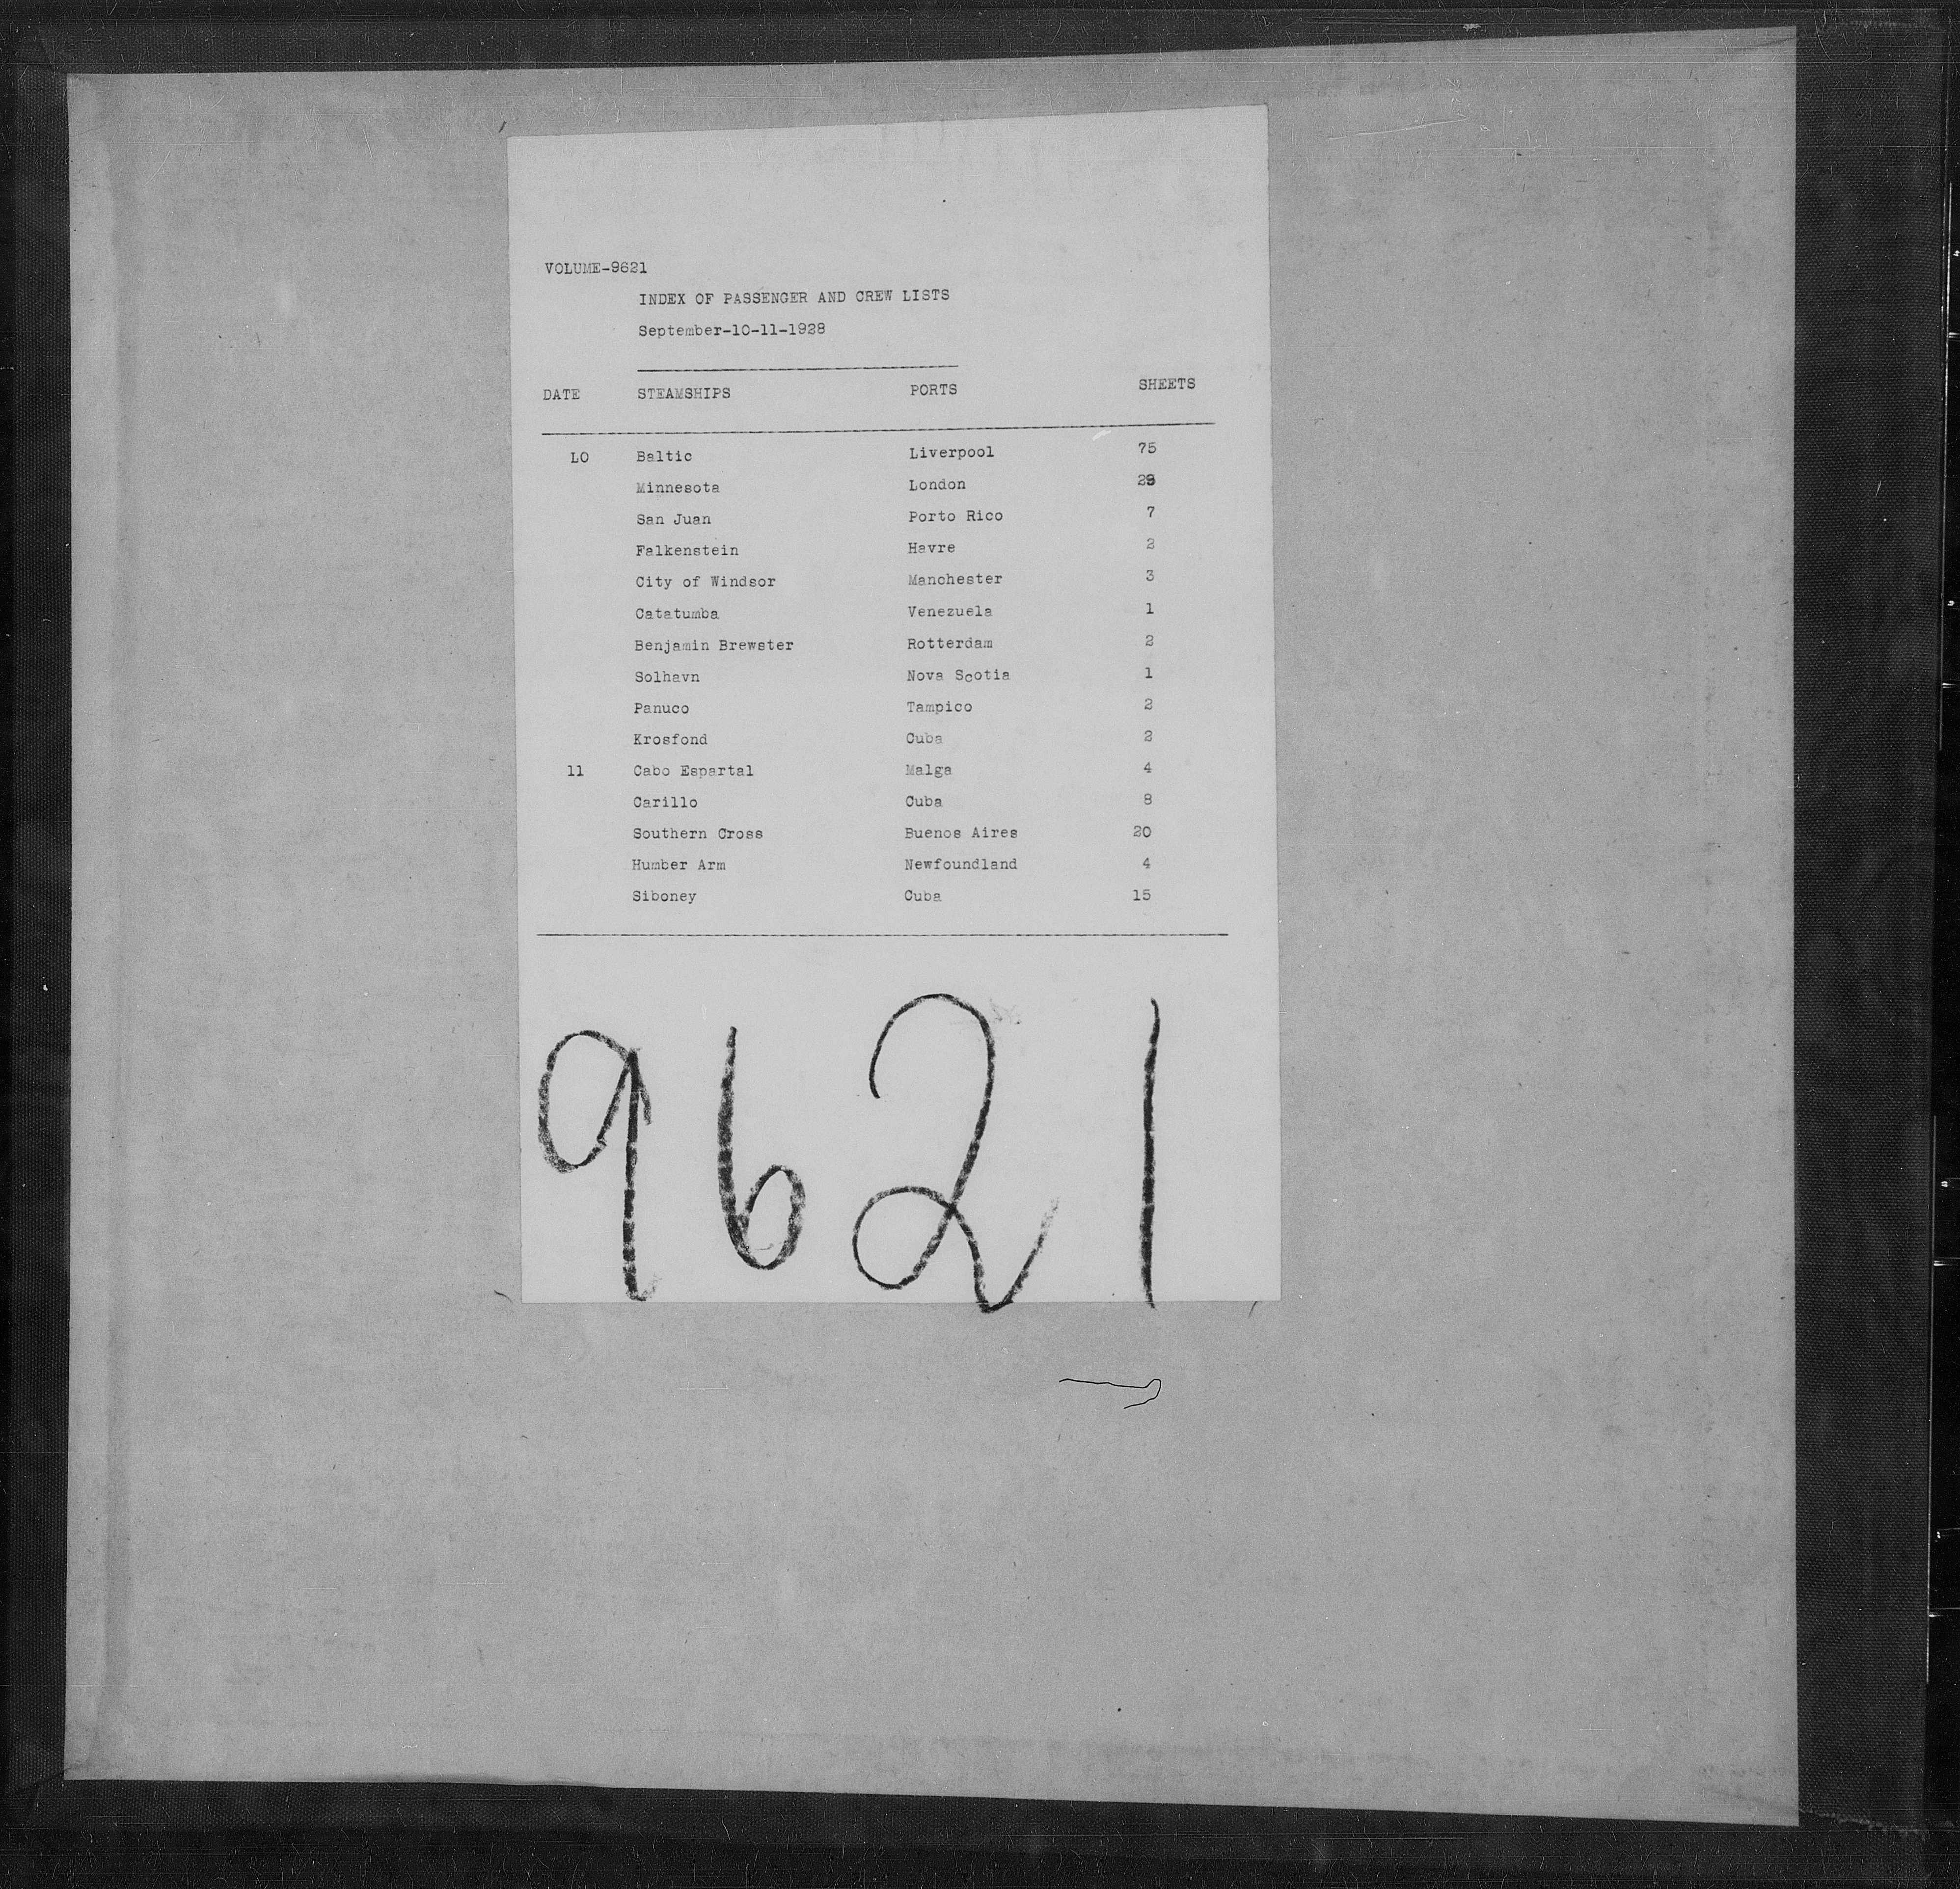 VOLUME-9621
INDEX OF PASSENGER AND CREW LISTS
September-10-11-1928
DATE STEAMSHIPS PORTS SHEETS
LO Baltic Liverpool 75
Minnesota London
San Juan Porto Rico 7
Falkenstein Havre 2
City of Windsor Manchester 3
Catatumba Venezuela 1
Benjamin Brewster Rotterdam 2
Solhavn Nova Scotia 1
Panuco Tampico 2
Krosfond Cuba 2
11 Cabo Espartal Malga 4
Carillo Cuba 8
Southern Cross Buenos Aires 20
Humber Arm Newfoundland 4
Siboney Cuba 15
9621